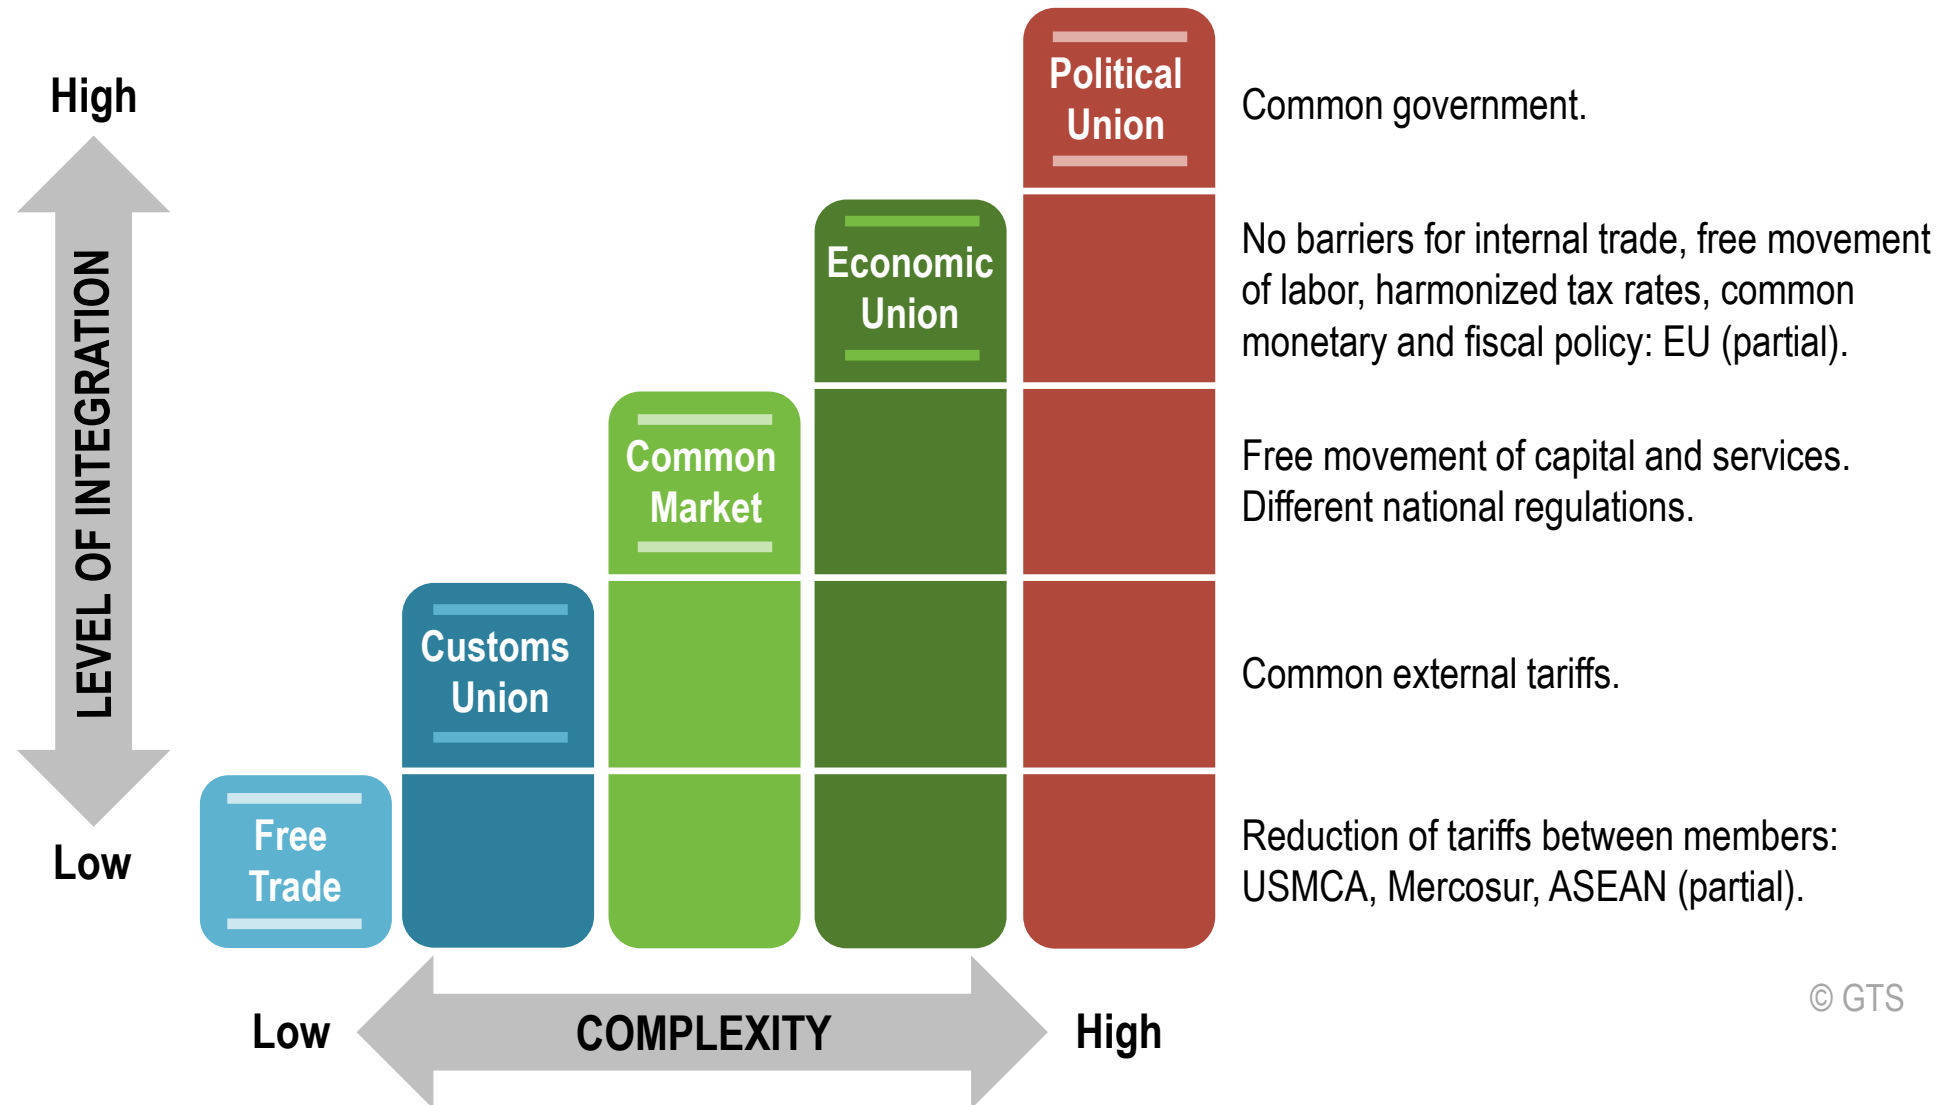 High
LEVEL OF INTEGRATION
Low
Political
Union
Common government.
Economic
Union
No barriers for internal trade, free movement
of labor, harmonized tax rates, common
monetary and fiscal policy: EU (partial).
Common
Market
Free movement of capital and services.
Different national regulations.
Customs
Union
Common external tariffs.
Free
Trade
Reduction of tariffs between members:
USMCA, Mercosur, ASEAN (partial).
Low
COMPLEXITY
High
© GTS